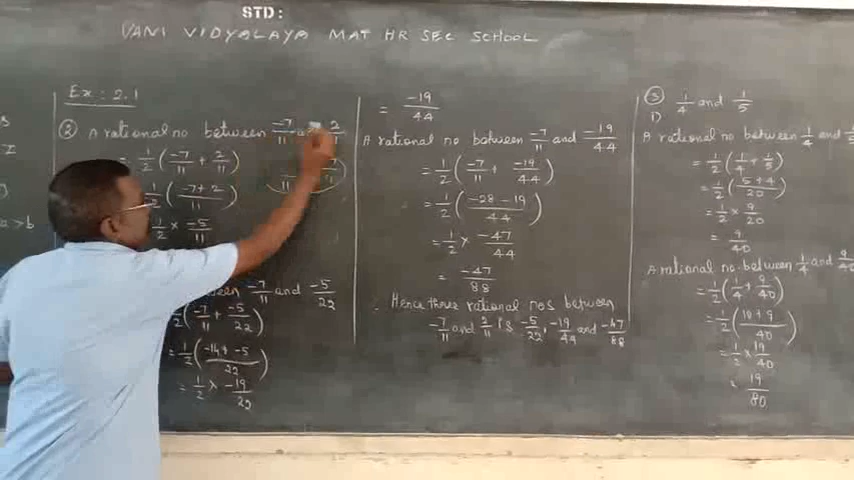 STD:
VANI VIDYALAYA MAT HR SEC SCHOOL
Ex: 2.1
② A rational no between -7/11 and 2/11
= 1/2 (-7/11 + 2/11)
1/2 (-7+2/11)
1/2 × -5/11
-7/11 and -5/22
1/2 (-7/11 + -5/22)
= 1/2 (-14 + -5/22)
= 1/2 × -19/22
= -19/44
A rational no between -7/11 and -19/44
= 1/2 (-7/11 + -19/44)
= 1/2 (-28-19/44)
= 1/2 × -47/44
= -47/88
Hence three rational nos between
-7/11 and 2/11 is -5/22, -19/44 and -47/88
③ 1/4 and 1/5
i)
A rational no between 1/4 and 1/5
= 1/2 (1/4 + 1/5)
= 1/2 (5+4/20)
= 1/2 × 9/20
= 9/40
A rational no between 1/4 and 9/40
= 1/2 (1/4 + 9/40)
= 1/2 (10+9/40)
= 1/2 × 19/40
= 19/80
a > b